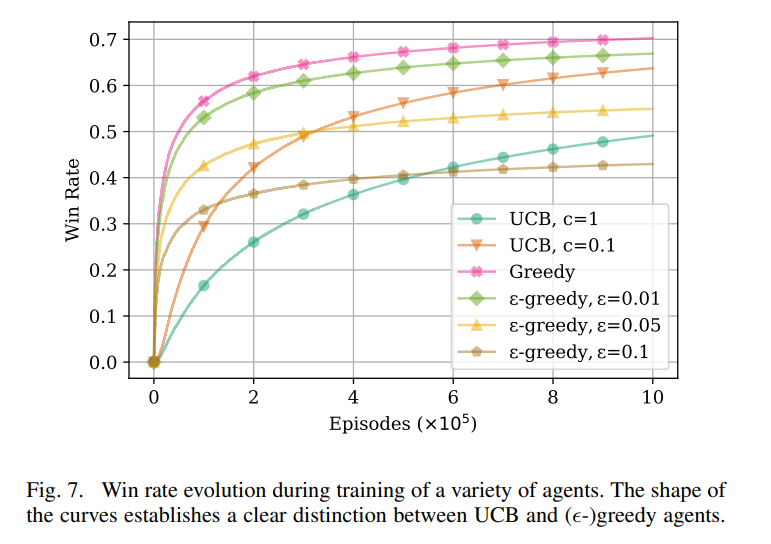 0.7
0.6
0.5
0.4
0.3
0.2
0.1
0.0
Win Rate
0 2 4 6 8 10
Episodes (×10⁵)
UCB, c=1
UCB, c=0.1
Greedy
ε-greedy, ε=0.01
ε-greedy, ε=0.05
ε-greedy, ε=0.1
Fig. 7. Win rate evolution during training of a variety of agents. The shape of
the curves establishes a clear distinction between UCB and (ϵ-)greedy agents.